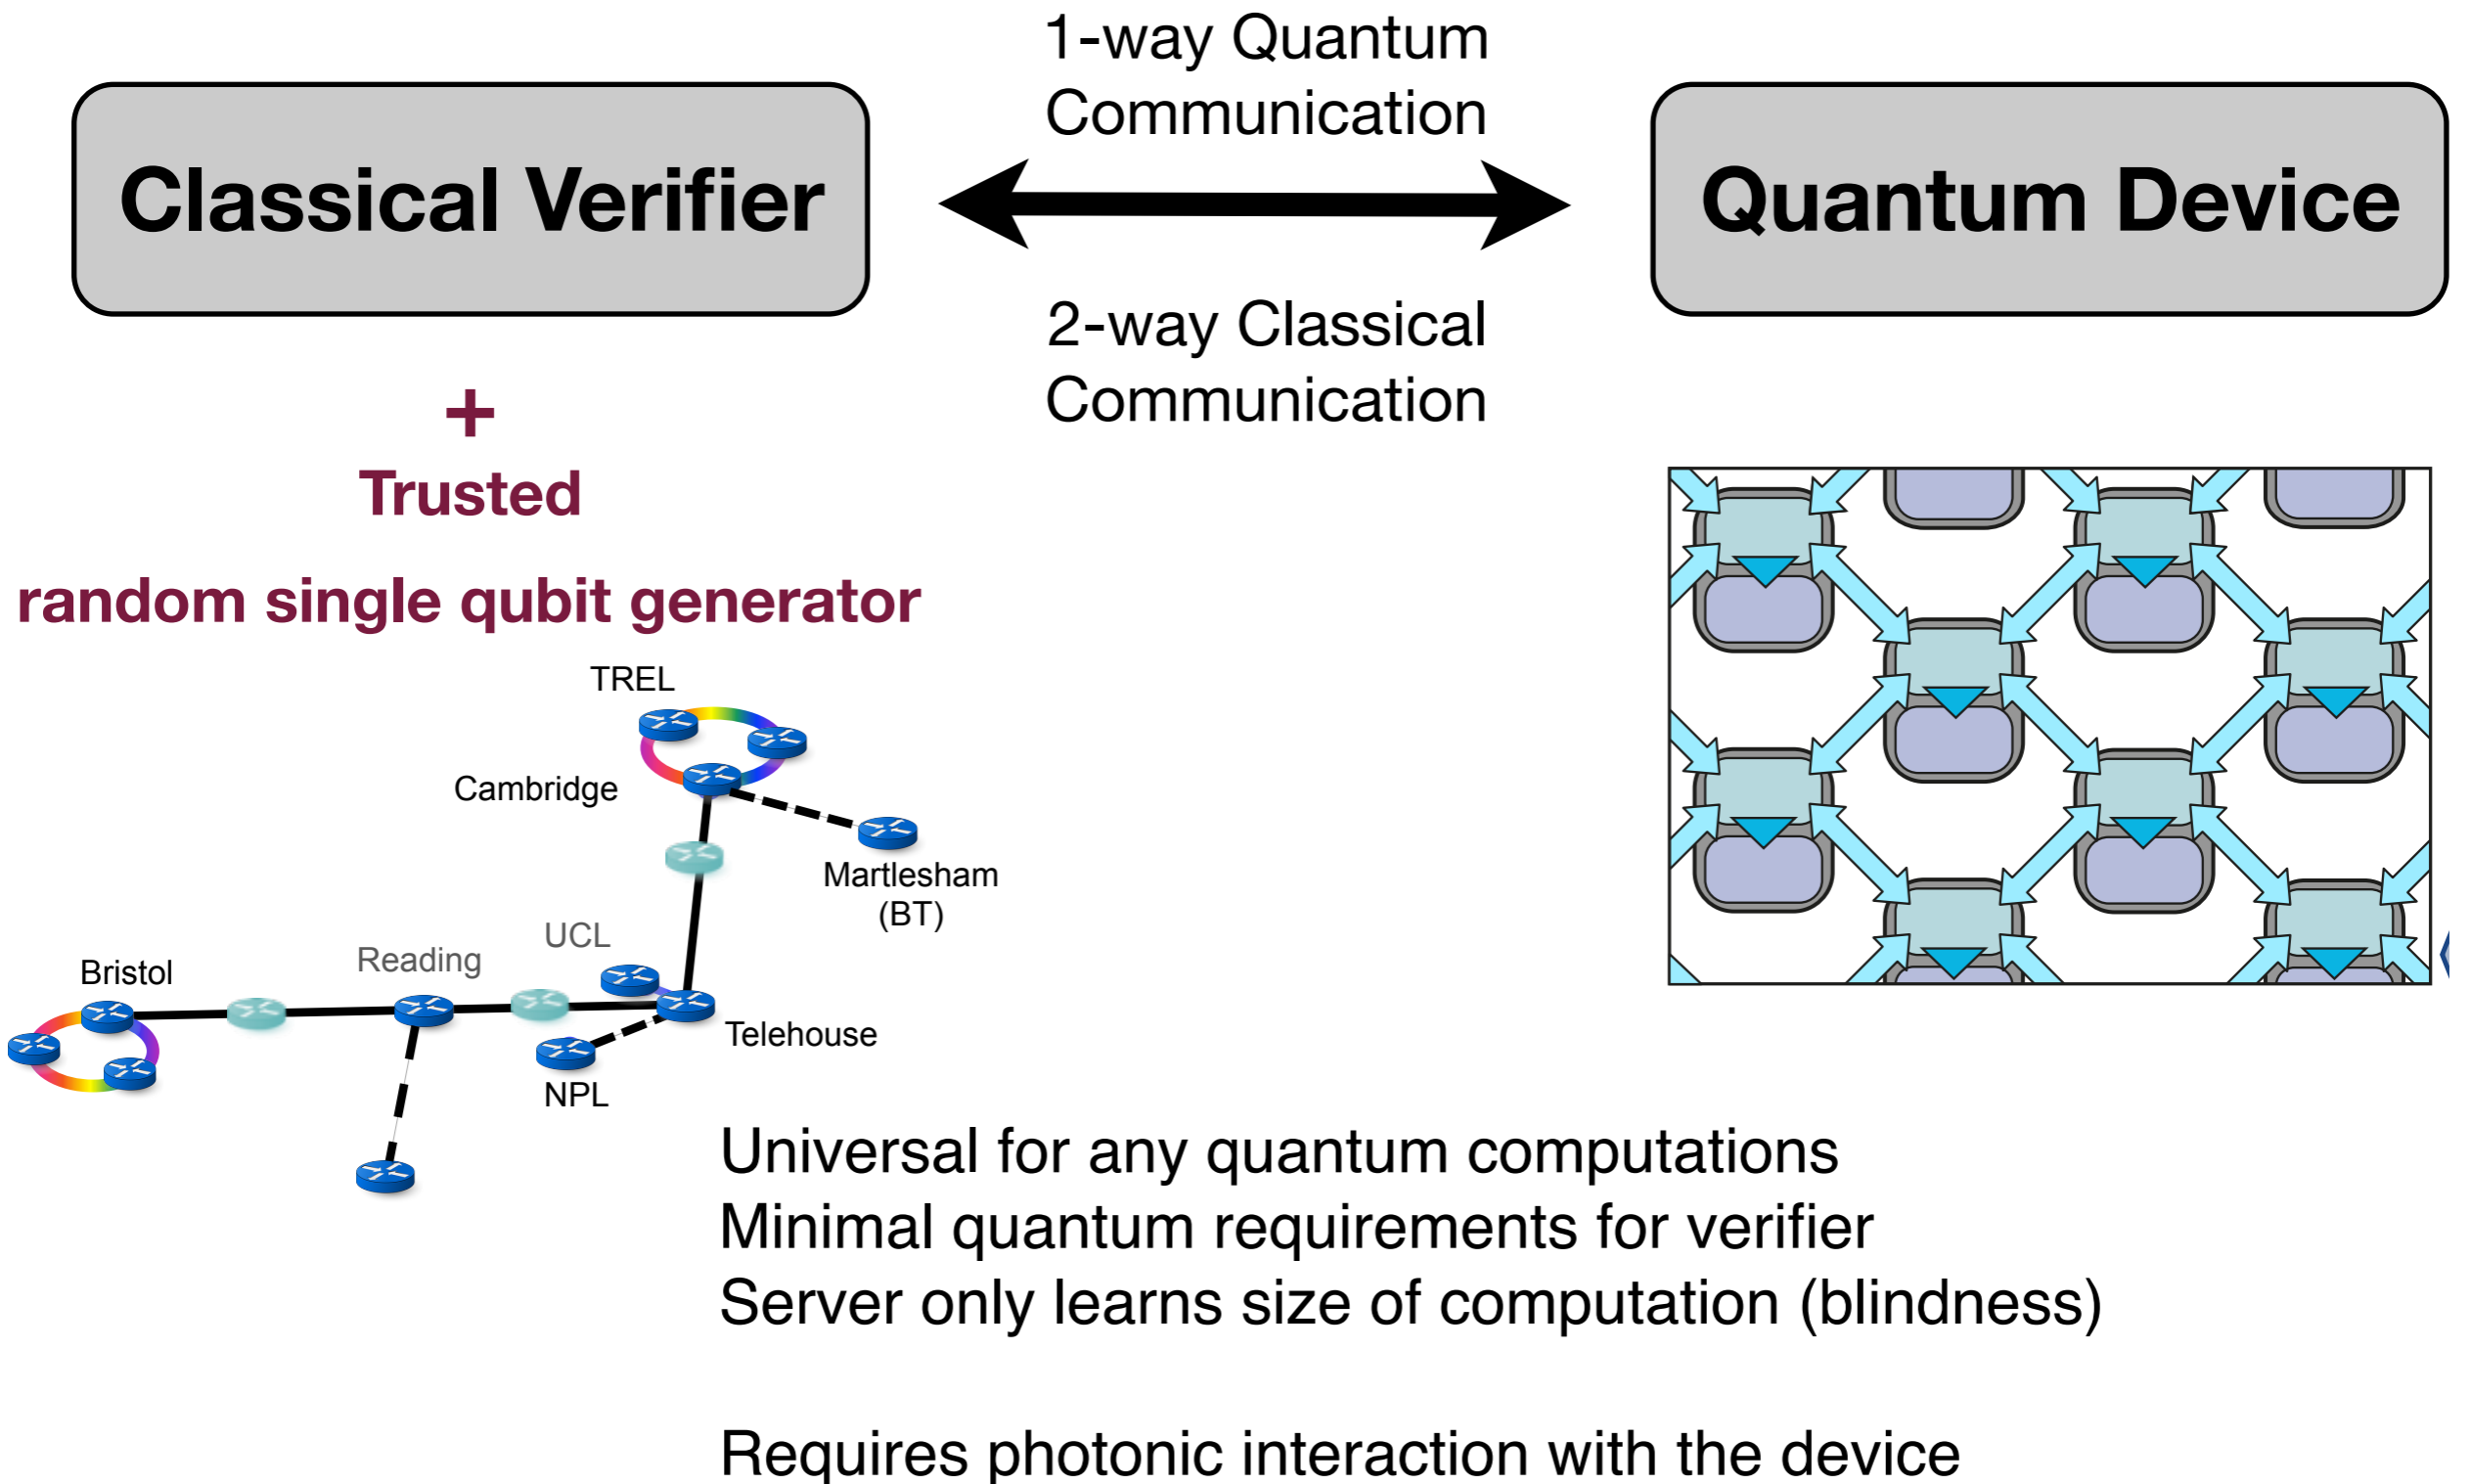 1-way Quantum
Communication
Classical Verifier
Quantum Device
2-way Classical
Communication
+
Trusted
random single qubit generator
TREL
Cambridge
Martlesham
(BT)
UCL
Reading
Bristol
Telehouse
NPL
Universal for any quantum computations
Minimal quantum requirements for verifier
Server only learns size of computation (blindness)
Requires photonic interaction with the device